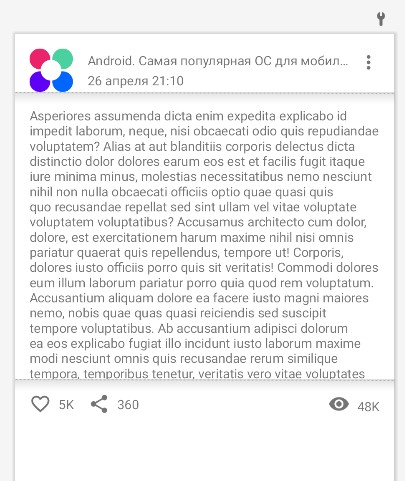 Android. Самая популярная ОС для мобил...
26 апреля 21:10
Asperiores assumenda dicta enim expedita explicabo id
impedit laborum, neque, nisi obcaecati odio quis repudiandae
voluptatem? Alias at aut blanditiis corporis delectus dicta
distinctio dolor dolores earum eos est et facilis fugit itaque
iure minima minus, molestias necessitatibus nemo nesciunt
nihil non nulla obcaecati officiis optio quae quasi quis
quo recusandae repellat sed sint ullam vel vitae voluptate
voluptatem voluptatibus? Accusamus architecto cum dolor,
dolore, est exercitationem harum maxime nihil nisi omnis
pariatur quaerat quis repellendus, tempore ut! Corporis,
dolores iusto officiis porro quis sit veritatis! Commodi dolores
eum illum laborum pariatur porro quia quod rem voluptatum.
Accusantium aliquam dolore ea facere iusto magni maiores
nemo, nobis quae quas quasi reiciendis sed suscipit
tempore voluptatibus. Ab accusantium adipisci dolorum
ea eos explicabo fugiat illo incidunt iusto laborum maxime
modi nesciunt omnis quis recusandae rerum similique
tempora, temporibus tenetur, veritatis vero vitae voluptates
5K 360 48K